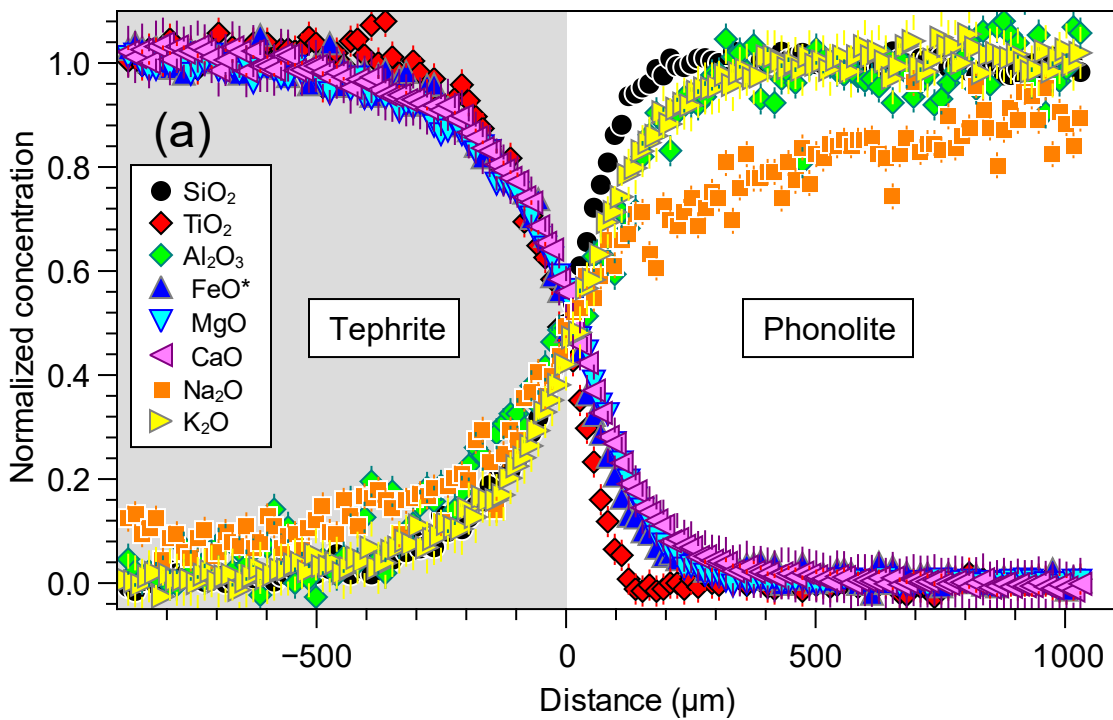 1.0
0.8
0.6
0.4
0.2
0.0
Normalized concentration
(a)
SiO₂
TiO₂
Al₂O₃
FeO*
MgO
CaO
Na₂O
K₂O
Tephrite
Phonolite
−500
0
500
1000
Distance (μm)